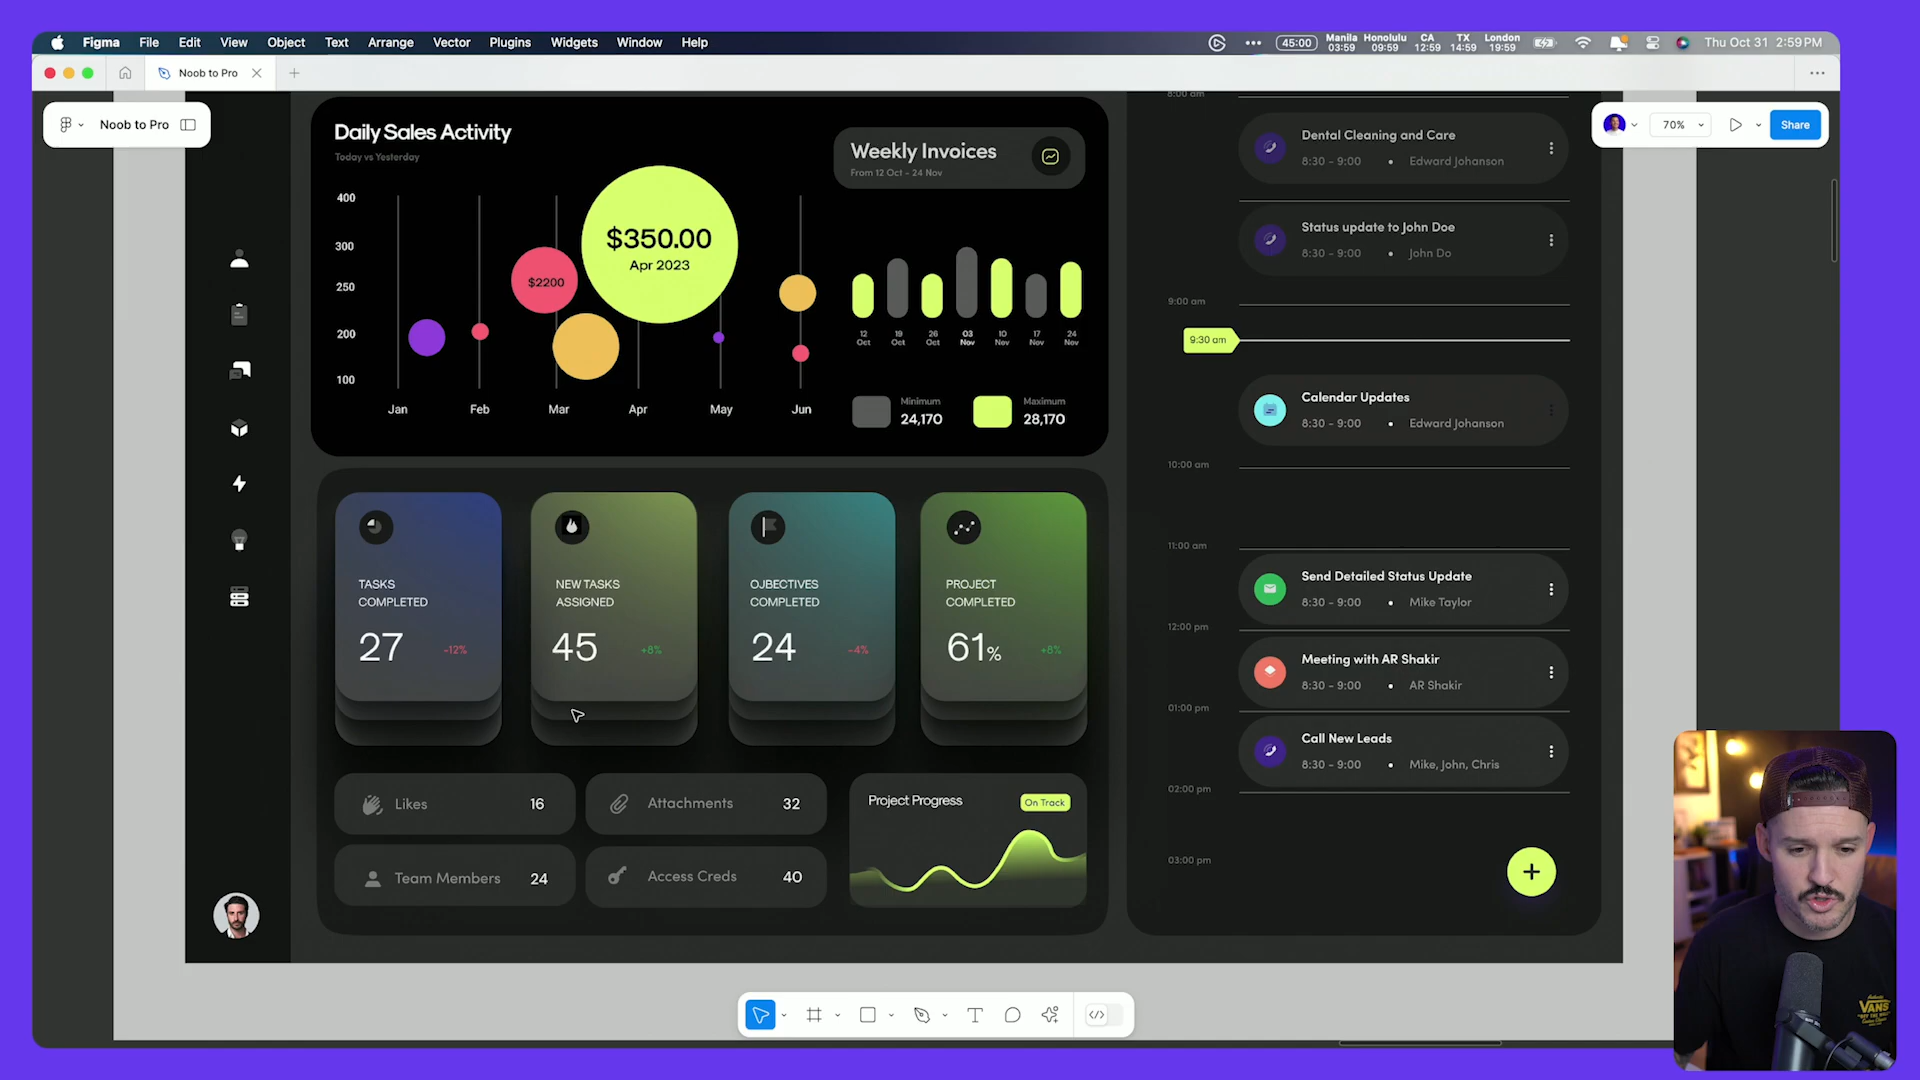 Figma File Edit View Object Text Arrange Vector Plugins Widgets Window Help
45:00
Manila 03:59
Honolulu 09:59
CA 12:59
TX 14:59
London 19:59
Thu Oct 31 2:59 PM
Noob to Pro
Noob to Pro
70%
Share
Daily Sales Activity
Today vs Yesterday
400
300
250
200
100
$350.00
Apr 2023
$2200
Jan Feb Mar Apr May Jun
Weekly Invoices
From 12 Oct - 24 Nov
12 Oct
19 Oct
26 Oct
03 Nov
10 Nov
17 Nov
24 Nov
Minimum
24,170
Maximum
28,170
TASKS
COMPLETED
27 -12%
NEW TASKS
ASSIGNED
45 +8%
OJBECTIVES
COMPLETED
24 -4%
PROJECT
COMPLETED
61% +8%
Likes 16
Attachments 32
Team Members 24
Access Creds 40
Project Progress
On Track
8:00 am
Dental Cleaning and Care
8:30 - 9:00 • Edward Johanson
Status update to John Doe
8:30 - 9:00 • John Do
9:00 am
9:30 am
Calendar Updates
8:30 - 9:00 • Edward Johanson
10:00 am
11:00 am
Send Detailed Status Update
8:30 - 9:00 • Mike Taylor
12:00 pm
Meeting with AR Shakir
8:30 - 9:00 • AR Shakir
01:00 pm
Call New Leads
8:30 - 9:00 • Mike, John, Chris
02:00 pm
03:00 pm
VANS
"OFF THE WALL"